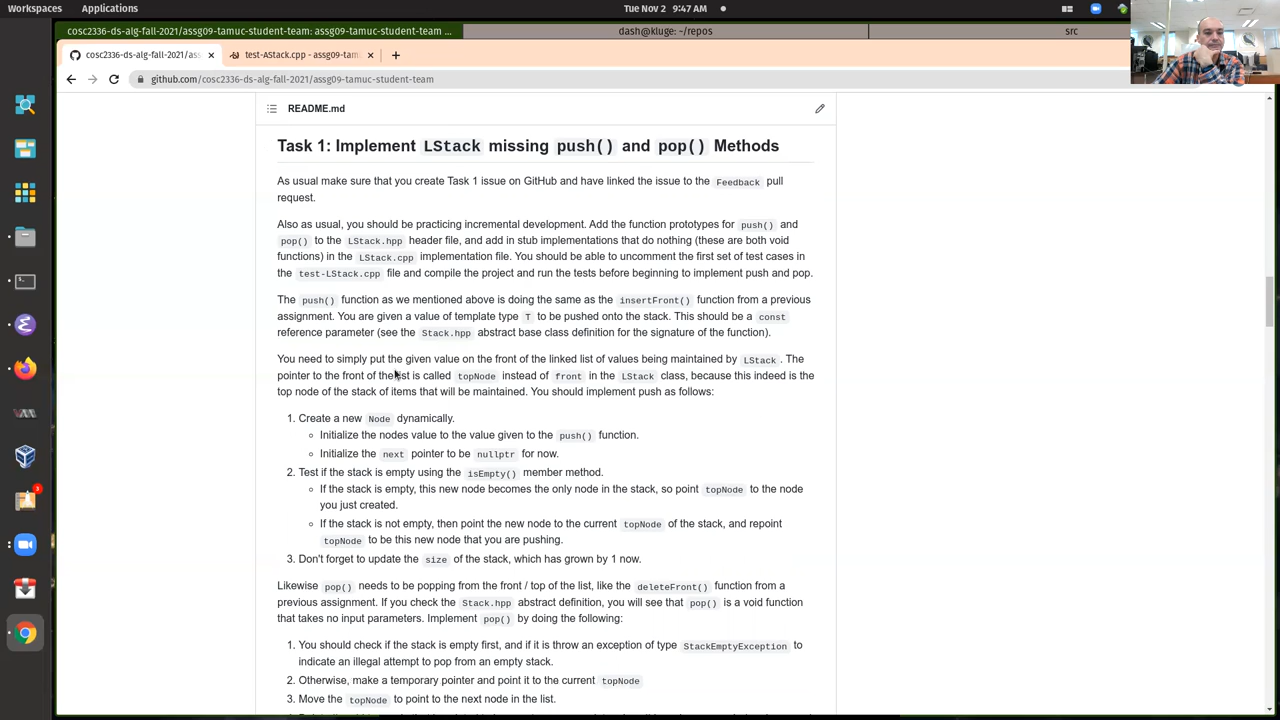 Workspaces
Applications
Tue Nov 2 9:47 AM
cosc2336-ds-alg-fall-2021/assg09-tamuc-student-team: assg09-tamuc-student-team ...
dash@kluge: ~/repos
src
cosc2336-ds-alg-fall-2021/ass
test-AStack.cpp - assg09-tam
github.com/cosc2336-ds-alg-fall-2021/assg09-tamuc-student-team
README.md
Task 1: Implement LStack missing push() and pop() Methods
As usual make sure that you create Task 1 issue on GitHub and have linked the issue to the Feedback pull
request.
Also as usual, you should be practicing incremental development. Add the function prototypes for push() and
pop() to the LStack.hpp header file, and add in stub implementations that do nothing (these are both void
functions) in the LStack.cpp implementation file. You should be able to uncomment the first set of test cases in
the test-LStack.cpp file and compile the project and run the tests before beginning to implement push and pop.
The push() function as we mentioned above is doing the same as the insertFront() function from a previous
assignment. You are given a value of template type T to be pushed onto the stack. This should be a const
reference parameter (see the Stack.hpp abstract base class definition for the signature of the function).
You need to simply put the given value on the front of the linked list of values being maintained by LStack. The
pointer to the front of the list is called topNode instead of front in the LStack class, because this indeed is the
top node of the stack of items that will be maintained. You should implement push as follows:
1. Create a new Node dynamically.
Initialize the nodes value to the value given to the push() function.
Initialize the next pointer to be nullptr for now.
2. Test if the stack is empty using the isEmpty() member method.
If the stack is empty, this new node becomes the only node in the stack, so point topNode to the node
you just created.
If the stack is not empty, then point the new node to the current topNode of the stack, and repoint
topNode to be this new node that you are pushing.
3. Don't forget to update the size of the stack, which has grown by 1 now.
Likewise pop() needs to be popping from the front / top of the list, like the deleteFront() function from a
previous assignment. If you check the Stack.hpp abstract definition, you will see that pop() is a void function
that takes no input parameters. Implement pop() by doing the following:
1. You should check if the stack is empty first, and if it is throw an exception of type StackEmptyException to
indicate an illegal attempt to pop from an empty stack.
2. Otherwise, make a temporary pointer and point it to the current topNode
3. Move the topNode to point to the next node in the list.